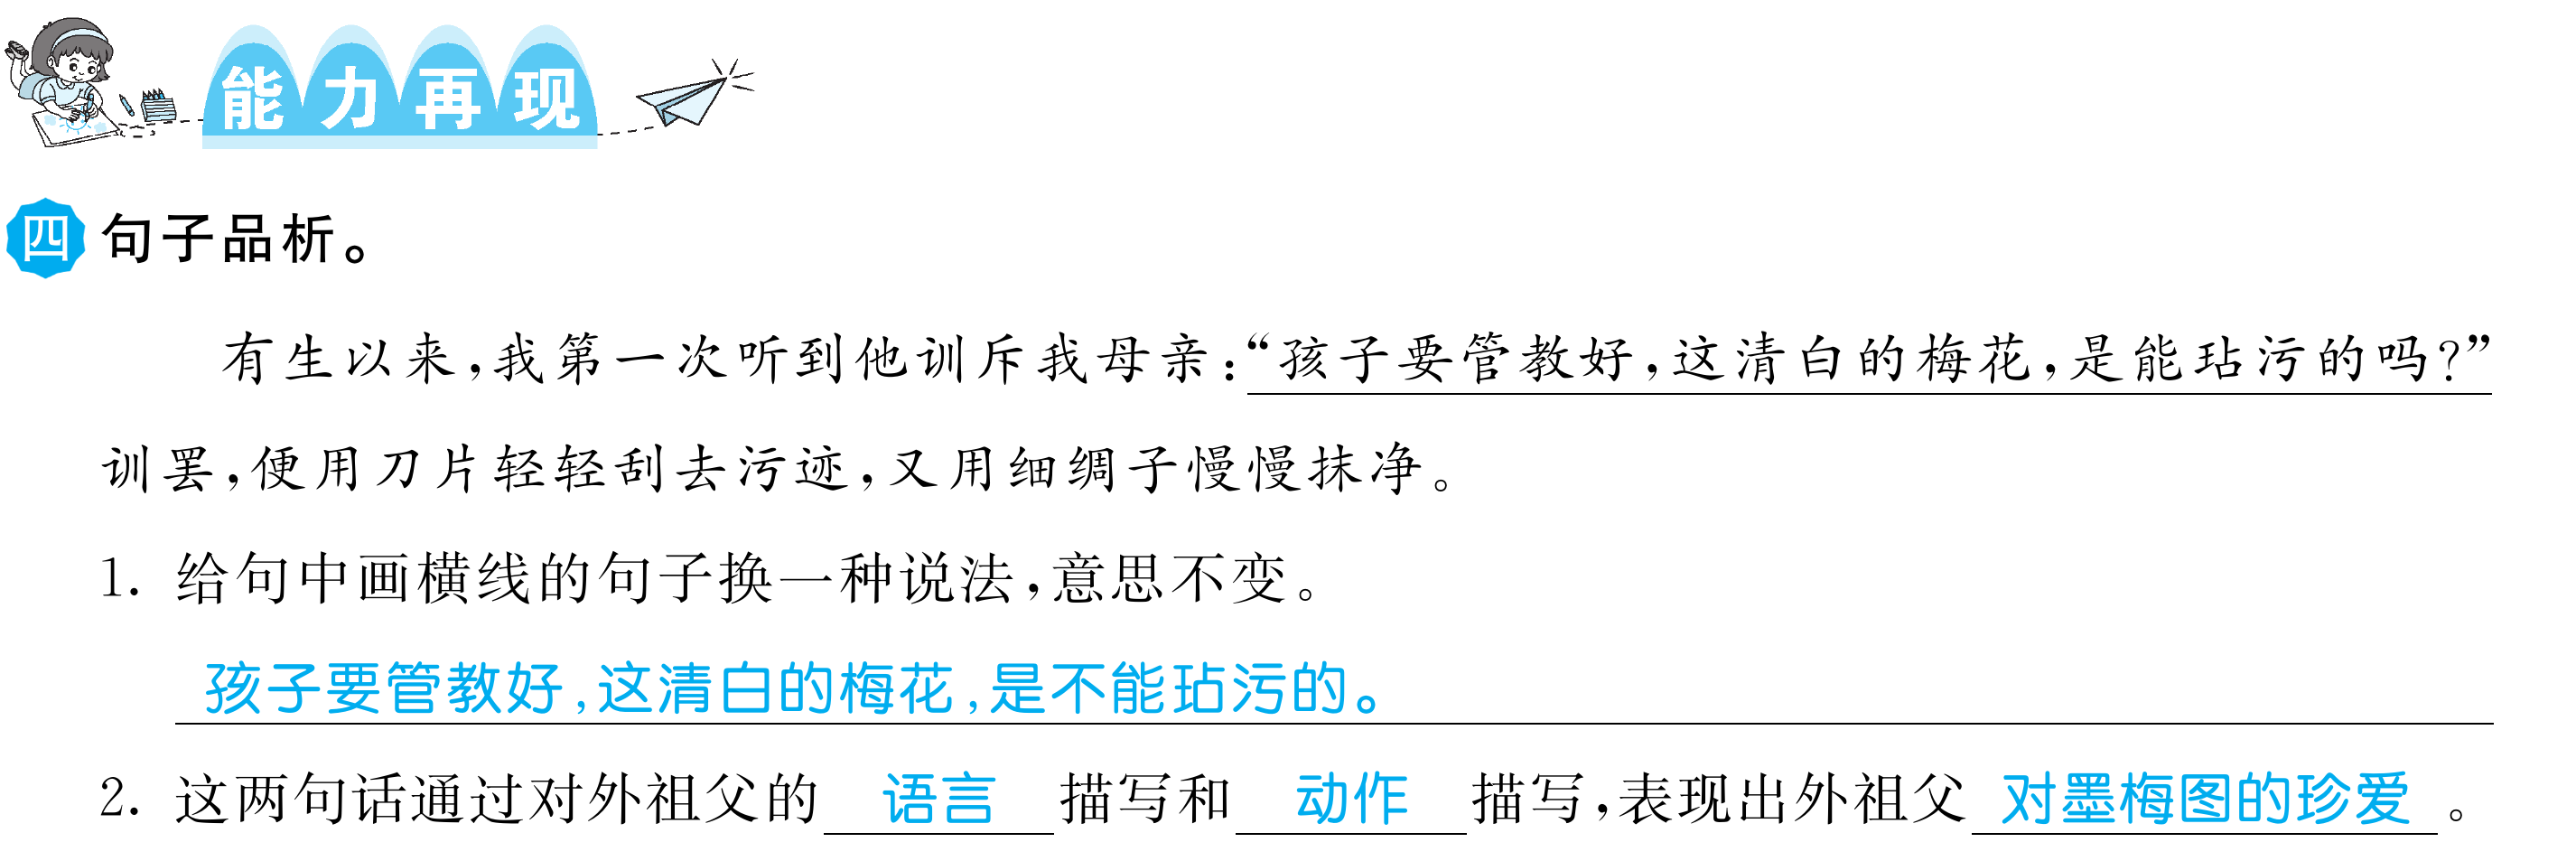 能力再现
四 句子品析。
有生以来,我第一次听到他训斥我母亲:“孩子要管教好,这清白的梅花,是能玷污的吗?”
训罢,便用刀片轻轻刮去污迹,又用细绸子慢慢抹净。
1. 给句中画横线的句子换一种说法,意思不变。
孩子要管教好,这清白的梅花,是不能玷污的。
2. 这两句话通过对外祖父的 语言 描写和 动作 描写,表现出外祖父 对墨梅图的珍爱 。